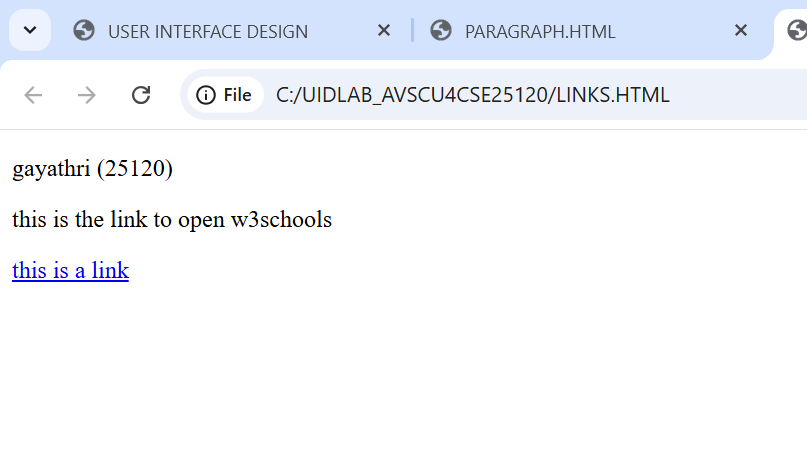 USER INTERFACE DESIGN
PARAGRAPH.HTML
File C:/UIDLAB_AVSCU4CSE25120/LINKS.HTML
gayathri (25120)
this is the link to open w3schools
this is a link